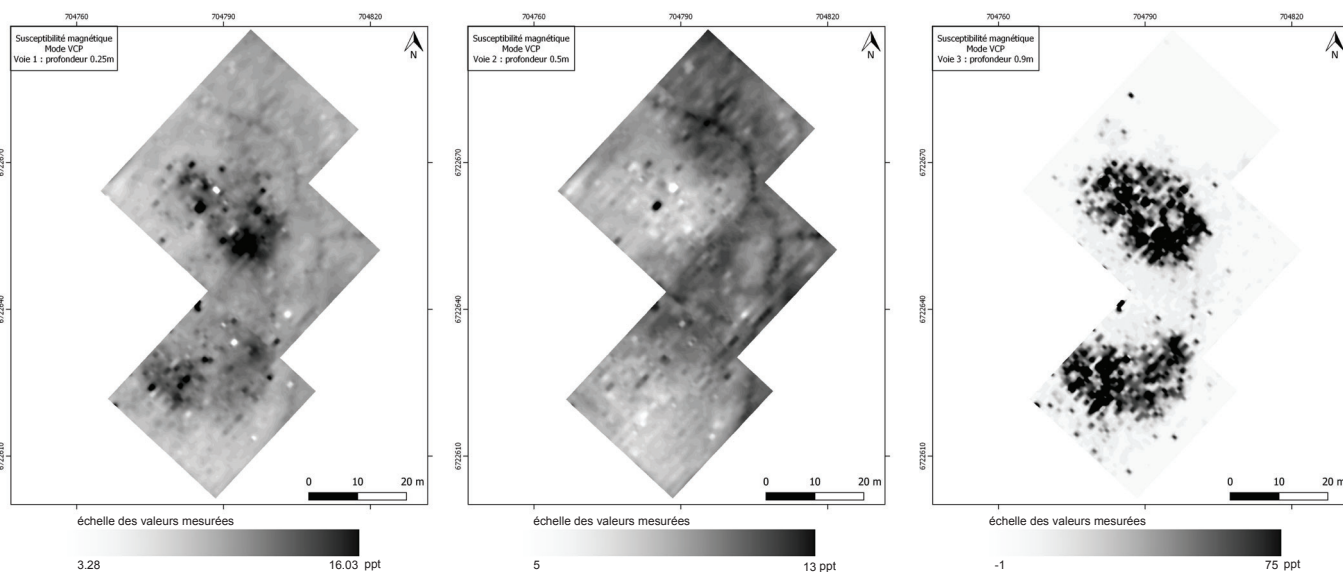 704760 704790 704820
Susceptibilité magnétique
Mode VCP
Voie 1 : profondeur 0.25m
N
6722670
6722640
6722610
0 10 20 m
échelle des valeurs mesurées
3.28 16.03 ppt
704760 704790 704820
Susceptibilité magnétique
Mode VCP
Voie 2 : profondeur 0.5m
N
6722670
6722640
6722610
0 10 20 m
échelle des valeurs mesurées
5 13 ppt
704760 704790 704820
Susceptibilité magnétique
Mode VCP
Voie 3 : profondeur 0.9m
N
6722670
6722640
6722610
0 10 20 m
échelle des valeurs mesurées
-1 75 ppt